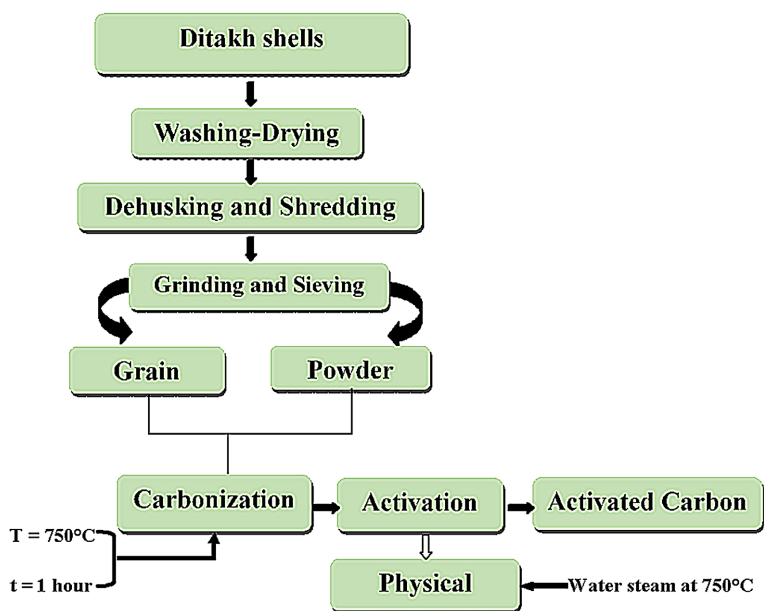 Ditakh shells
Washing-Drying
Dehusking and Shredding
Grinding and Sieving
Grain
Powder
Carbonization
Activation
Activated Carbon
T = 750°C
t = 1 hour
Physical
Water steam at 750°C